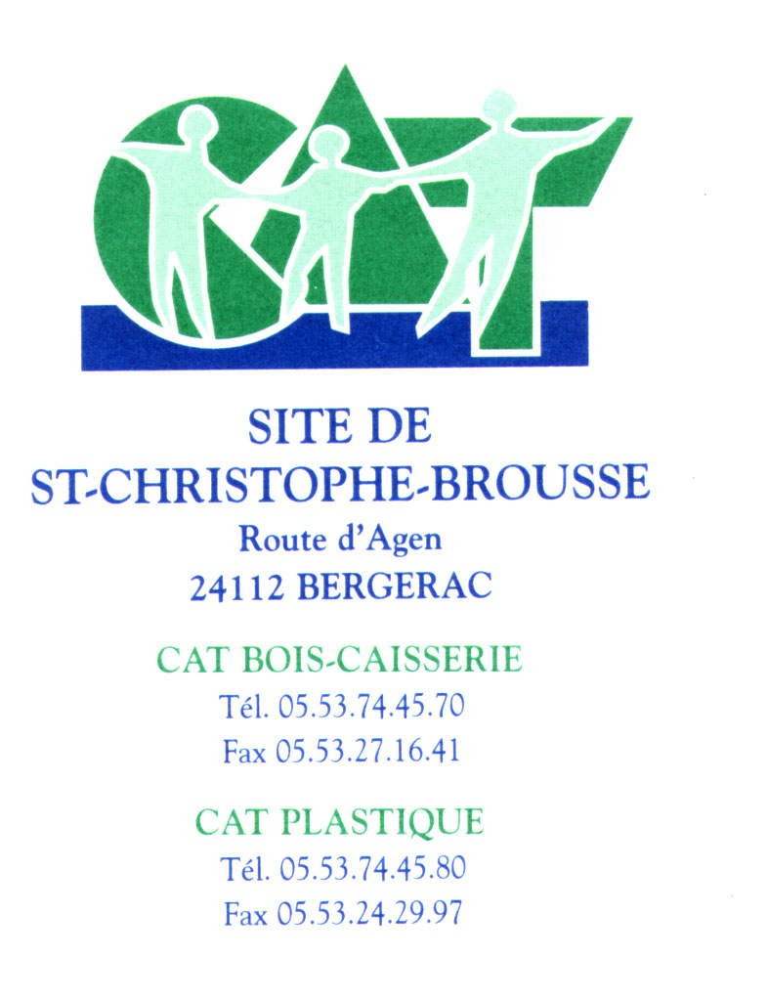 CAT
SITE DE
ST-CHRISTOPHE-BROUSSE
Route d'Agen
24112 BERGERAC
CAT BOIS-CAISSERIE
Tél. 05.53.74.45.70
Fax 05.53.27.16.41
CAT PLASTIQUE
Tél. 05.53.74.45.80
Fax 05.53.24.29.97